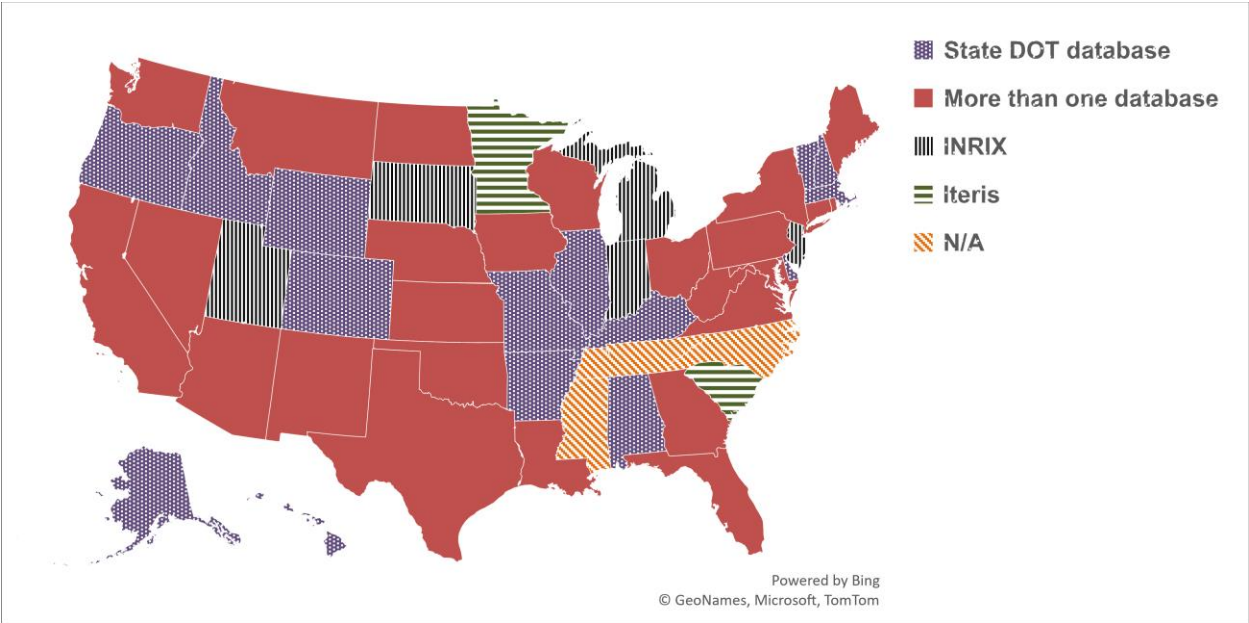 State DOT database
More than one database
INRIX
Iteris
N/A
Powered by Bing
© GeoNames, Microsoft, TomTom